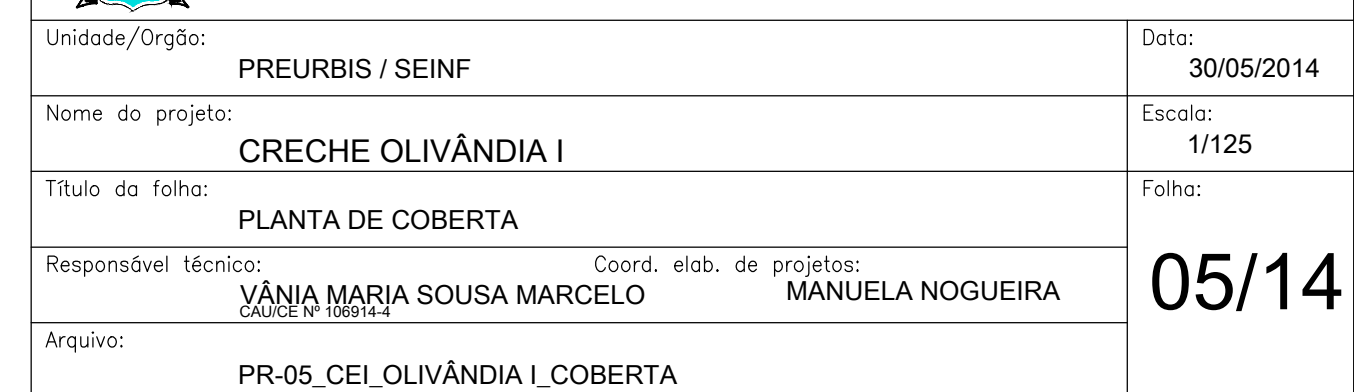 Unidade/Orgão:
PREURBIS / SEINF
Data:
30/05/2014
Nome do projeto:
CRECHE OLIVÂNDIA I
Escala:
1/125
Título da folha:
PLANTA DE COBERTA
Folha:
05/14
Responsável técnico:
VÂNIA MARIA SOUSA MARCELO
CAU/CE Nº 106914-4
Coord. elab. de projetos:
MANUELA NOGUEIRA
Arquivo:
PR-05_CEI_OLIVÂNDIA I_COBERTA